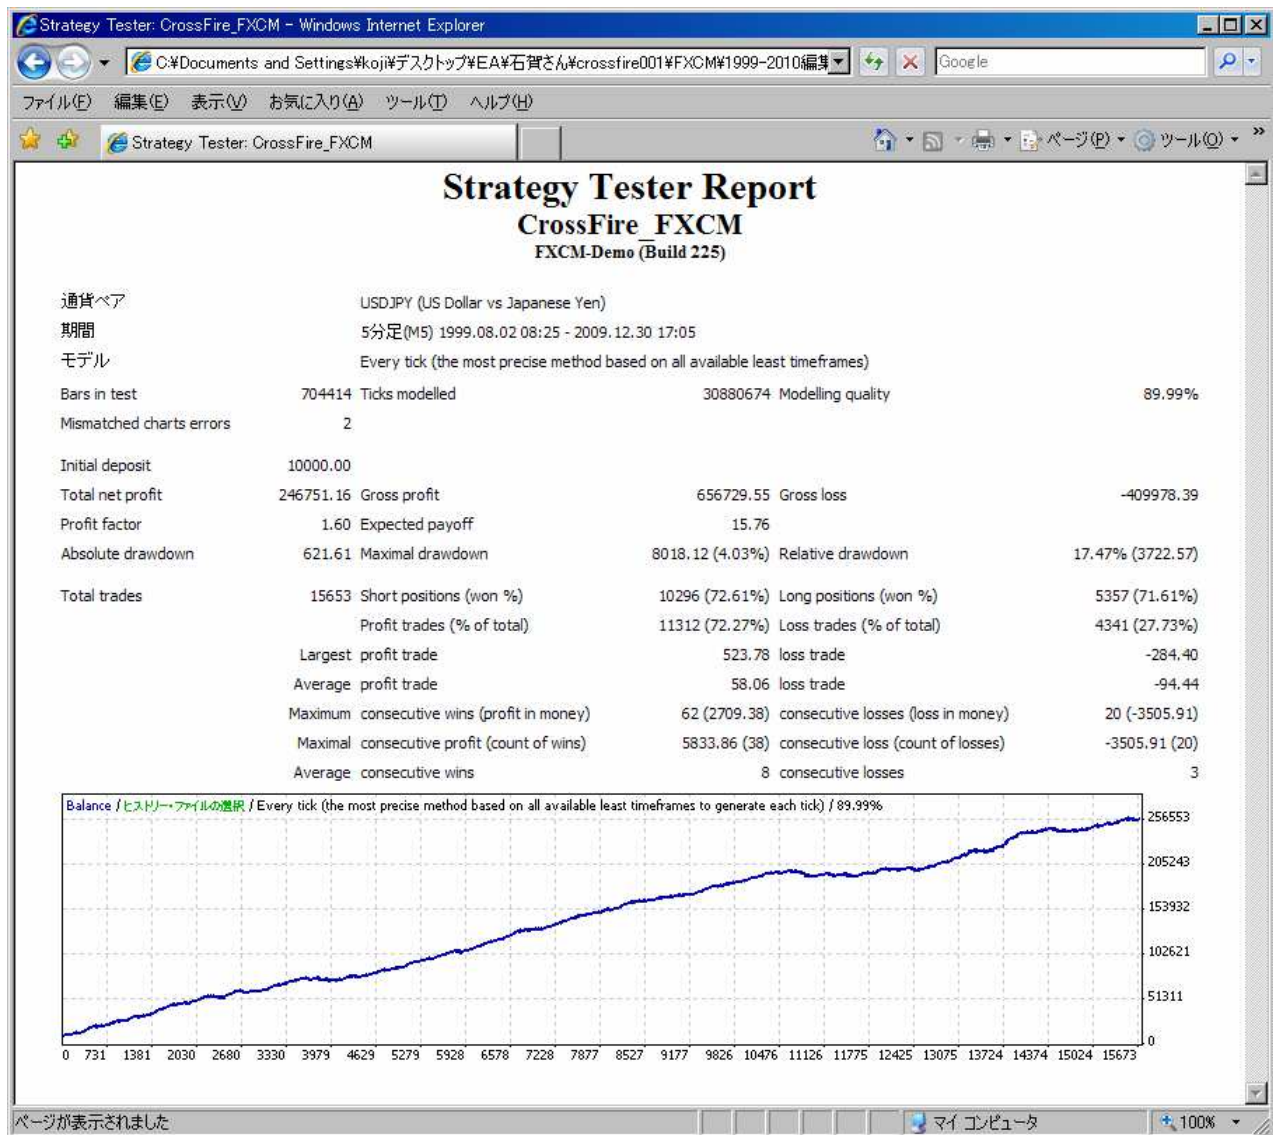 Strategy Tester: CrossFire_FXCM - Windows Internet Explorer
C:¥Documents and Settings¥koji¥デスクトップ¥EA¥石賀さん¥crossfire001¥FXCM¥1999-2010編集
Google
ファイル(F) 編集(E) 表示(V) お気に入り(A) ツール(T) ヘルプ(H)
Strategy Tester: CrossFire_FXCM ページ(P) ツール(O) »
Strategy Tester Report
CrossFire_FXCM
FXCM-Demo (Build 225)
通貨ペア USDJPY (US Dollar vs Japanese Yen)
期間 5分足(M5) 1999.08.02 08:25 - 2009.12.30 17:05
モデル Every tick (the most precise method based on all available least timeframes)
Bars in test 704414 Ticks modelled 30880674 Modelling quality 89.99%
Mismatched charts errors 2
Initial deposit 10000.00
Total net profit 246751.16 Gross profit 656729.55 Gross loss -409978.39
Profit factor 1.60 Expected payoff 15.76
Absolute drawdown 621.61 Maximal drawdown 8018.12 (4.03%) Relative drawdown 17.47% (3722.57)
Total trades 15653 Short positions (won %) 10296 (72.61%) Long positions (won %) 5357 (71.61%)
Profit trades (% of total) 11312 (72.27%) Loss trades (% of total) 4341 (27.73%)
Largest profit trade 523.78 loss trade -284.40
Average profit trade 58.06 loss trade -94.44
Maximum consecutive wins (profit in money) 62 (2709.38) consecutive losses (loss in money) 20 (-3505.91)
Maximal consecutive profit (count of wins) 5833.86 (38) consecutive loss (count of losses) -3505.91 (20)
Average consecutive wins 8 consecutive losses 3
Balance / ヒストリー・ファイルの選択 / Every tick (the most precise method based on all available least timeframes to generate each tick) / 89.99%
256553
205243
153932
102621
51311
0
0 731 1381 2030 2680 3330 3979 4629 5279 5928 6578 7228 7877 8527 9177 9826 10476 11126 11775 12425 13075 13724 14374 15024 15673
ページが表示されました マイ コンピュータ 100%